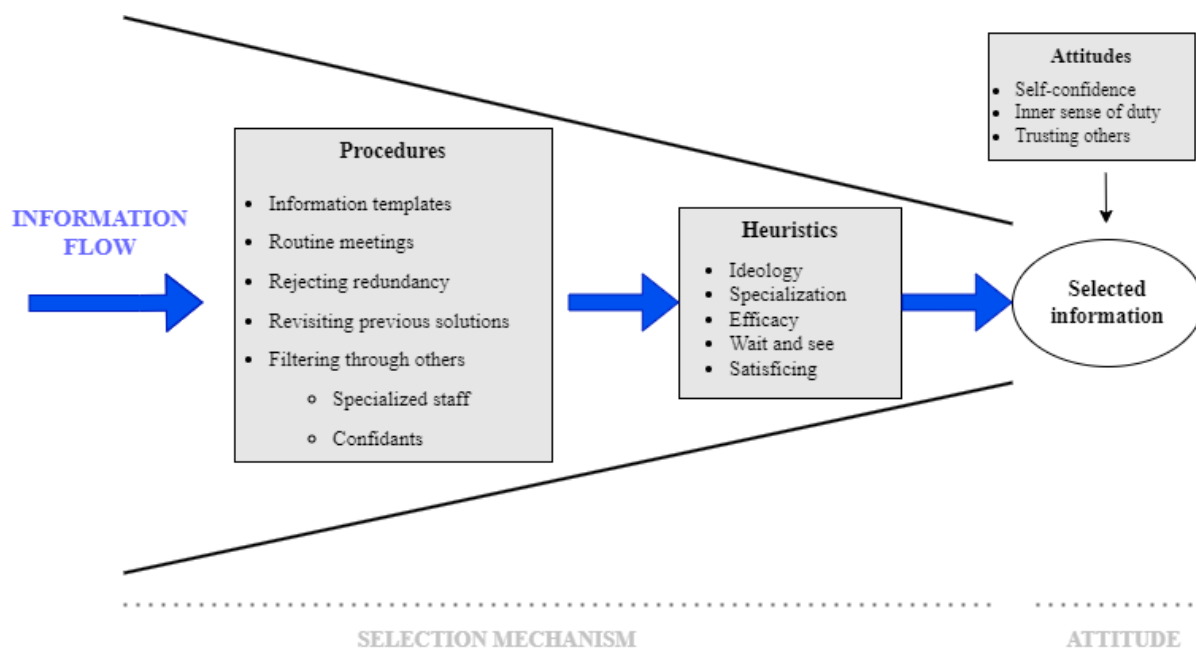 INFORMATION
FLOW
Procedures
Information templates
Routine meetings
Rejecting redundancy
Revisiting previous solutions
Filtering through others
Specialized staff
Confidants
Heuristics
Ideology
Specialization
Efficacy
Wait and see
Satisficing
Attitudes
Self-confidence
Inner sense of duty
Trusting others
Selected
information
SELECTION MECHANISM
ATTITUDE